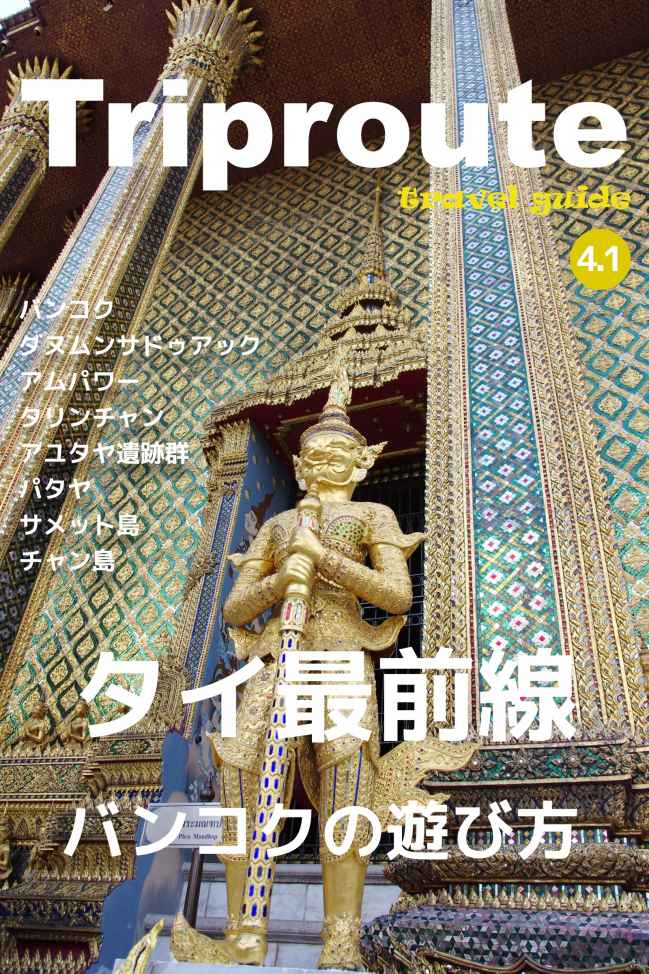 Triproute
travel guide
4.1
バンコク
ダヌムンサドゥアック
アムパワー
タリンチャン
アユタヤ遺跡群
パタヤ
サメット島
チャン島
タイ最前線
バンコクの遊び方
Phra Mondhop